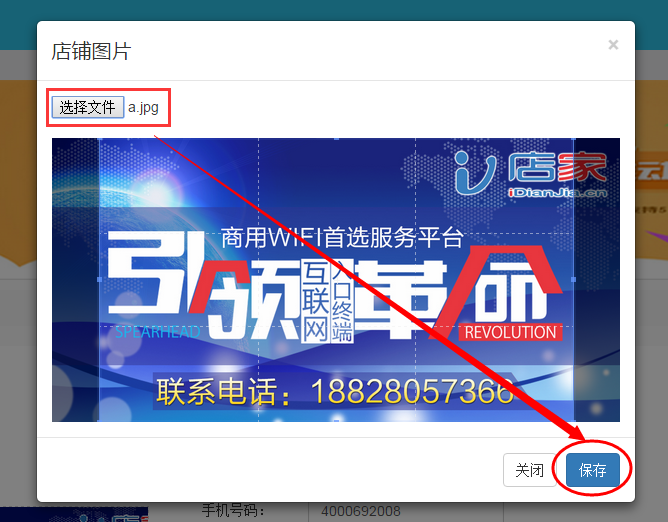 店铺图片
×
选择文件 a.jpg
店家
iDianJia.cn
商用WIFI首选服务平台
引领 互联网 入口终端 革命
SPEARHEAD
REVOLUTION
联系电话：18828057366
关闭
保存
手机号码：
4000692008